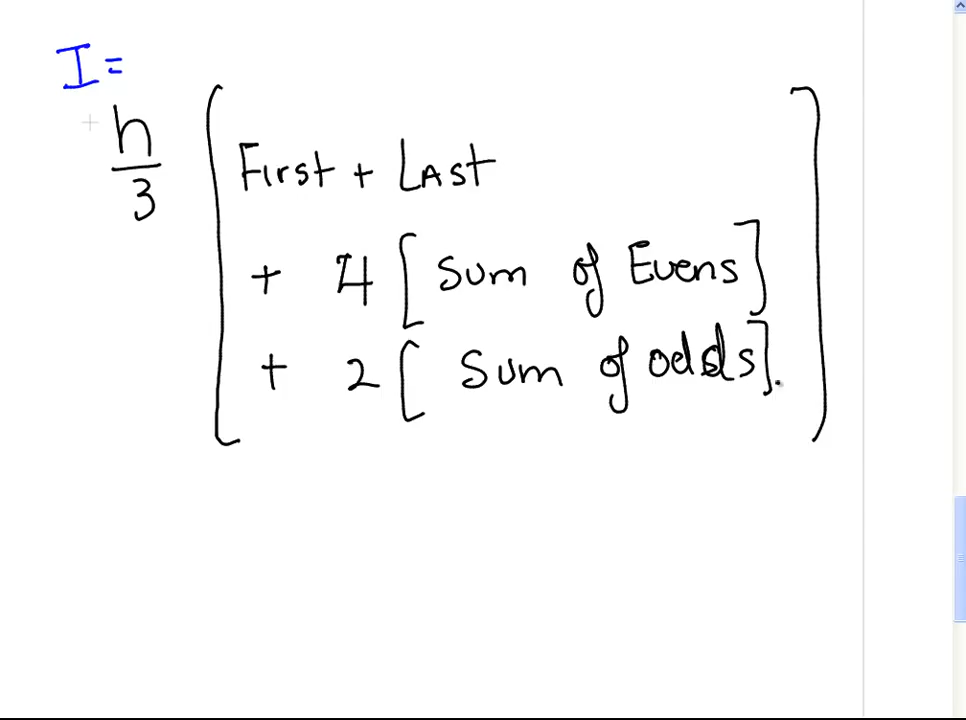 I =
h/3 [ First + Last
+ 4 [ Sum of Evens ]
+ 2 [ Sum of odds ]. ]